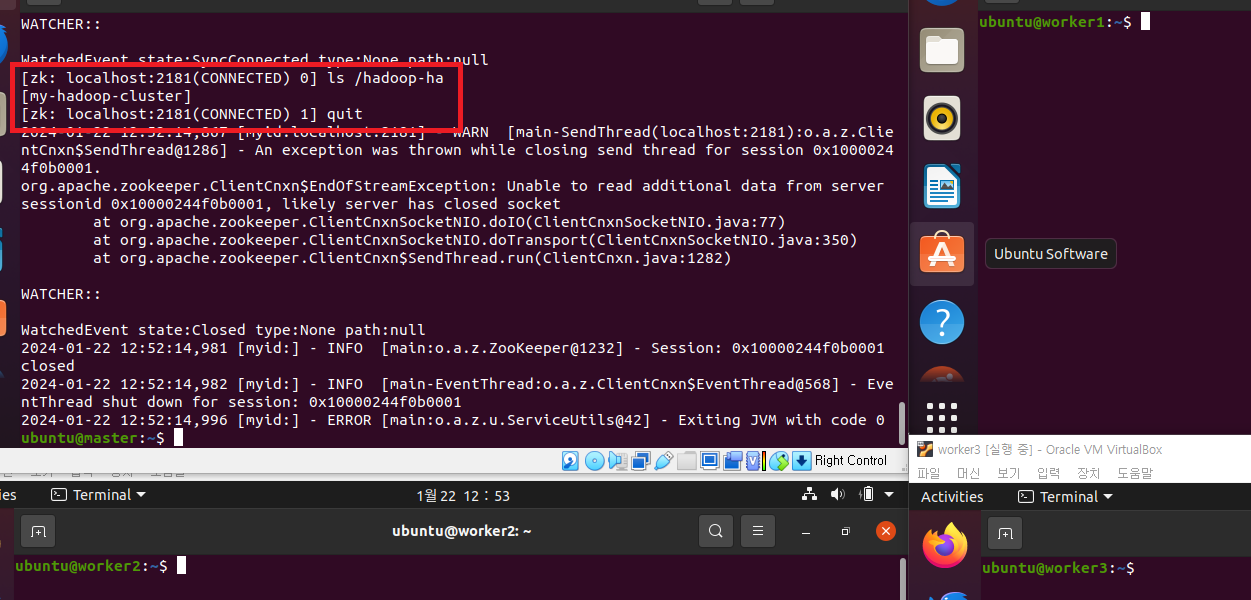 WATCHER::
WatchedEvent state:SyncConnected type:None path:null
[zk: localhost:2181(CONNECTED) 0] ls /hadoop-ha
[my-hadoop-cluster]
[zk: localhost:2181(CONNECTED) 1] quit
2024-01-22 12:52:14,867 [myid:localhost:2181] - WARN  [main-SendThread(localhost:2181):o.a.z.Clie
ntCnxn$SendThread@1286] - An exception was thrown while closing send thread for session 0x1000024
4f0b0001.
org.apache.zookeeper.ClientCnxn$EndOfStreamException: Unable to read additional data from server
sessionid 0x10000244f0b0001, likely server has closed socket
at org.apache.zookeeper.ClientCnxnSocketNIO.doIO(ClientCnxnSocketNIO.java:77)
at org.apache.zookeeper.ClientCnxnSocketNIO.doTransport(ClientCnxnSocketNIO.java:350)
at org.apache.zookeeper.ClientCnxn$SendThread.run(ClientCnxn.java:1282)
WATCHER::
WatchedEvent state:Closed type:None path:null
2024-01-22 12:52:14,981 [myid:] - INFO  [main:o.a.z.ZooKeeper@1232] - Session: 0x10000244f0b0001
closed
2024-01-22 12:52:14,982 [myid:] - INFO  [main-EventThread:o.a.z.ClientCnxn$EventThread@568] - Eve
ntThread shut down for session: 0x10000244f0b0001
2024-01-22 12:52:14,996 [myid:] - ERROR [main:o.a.z.u.ServiceUtils@42] - Exiting JVM with code 0
ubuntu@master:~$
Right Control
ubuntu@worker1:~$
Ubuntu Software
Terminal
1월 22 12 : 53
ubuntu@worker2: ~
ubuntu@worker2:~$
worker3 [실행 중] - Oracle VM VirtualBox
파일 머신 보기 입력 장치 도움말
Activities
Terminal
ubuntu@worker3:~$